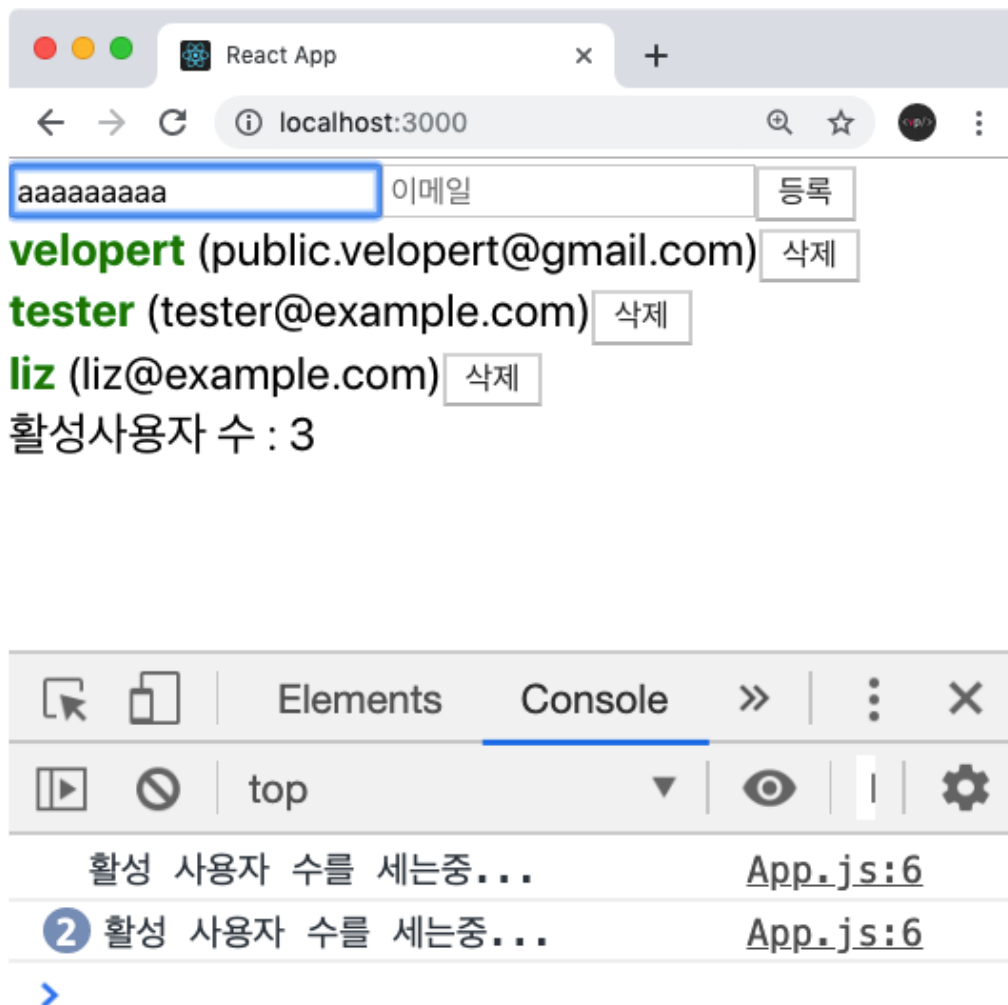 React App
localhost:3000
aaaaaaaaa 이메일 등록
velopert (public.velopert@gmail.com) 삭제
tester (tester@example.com) 삭제
liz (liz@example.com) 삭제
활성사용자 수 : 3
Elements Console
top
활성 사용자 수를 세는중... App.js:6
2 활성 사용자 수를 세는중... App.js:6